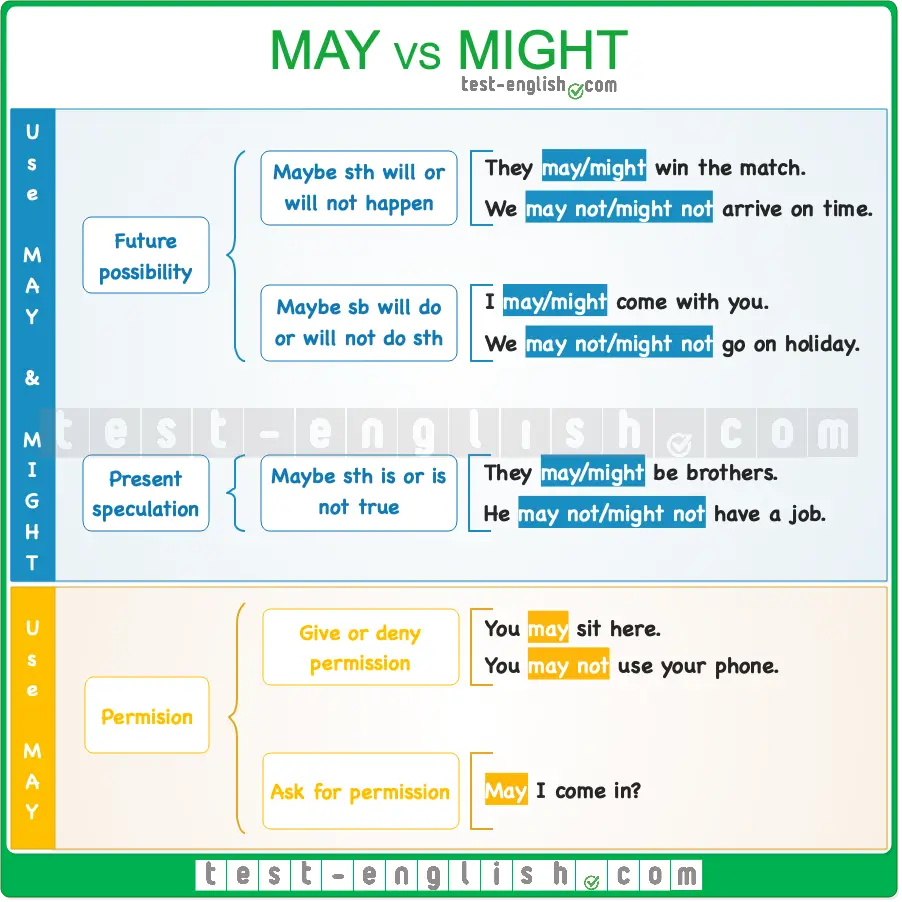 MAY vs MIGHT
test-english.com
Use MAY & MIGHT
Future
possibility
Maybe sth will or
will not happen
They may/might win the match.
We may not/might not arrive on time.
Maybe sb will do
or will not do sth
I may/might come with you.
We may not/might not go on holiday.
test-english.com
Present
speculation
Maybe sth is or is
not true
They may/might be brothers.
He may not/might not have a job.
Use MAY
Permision
Give or deny
permission
You may sit here.
You may not use your phone.
Ask for permission
May I come in?
test-english.com